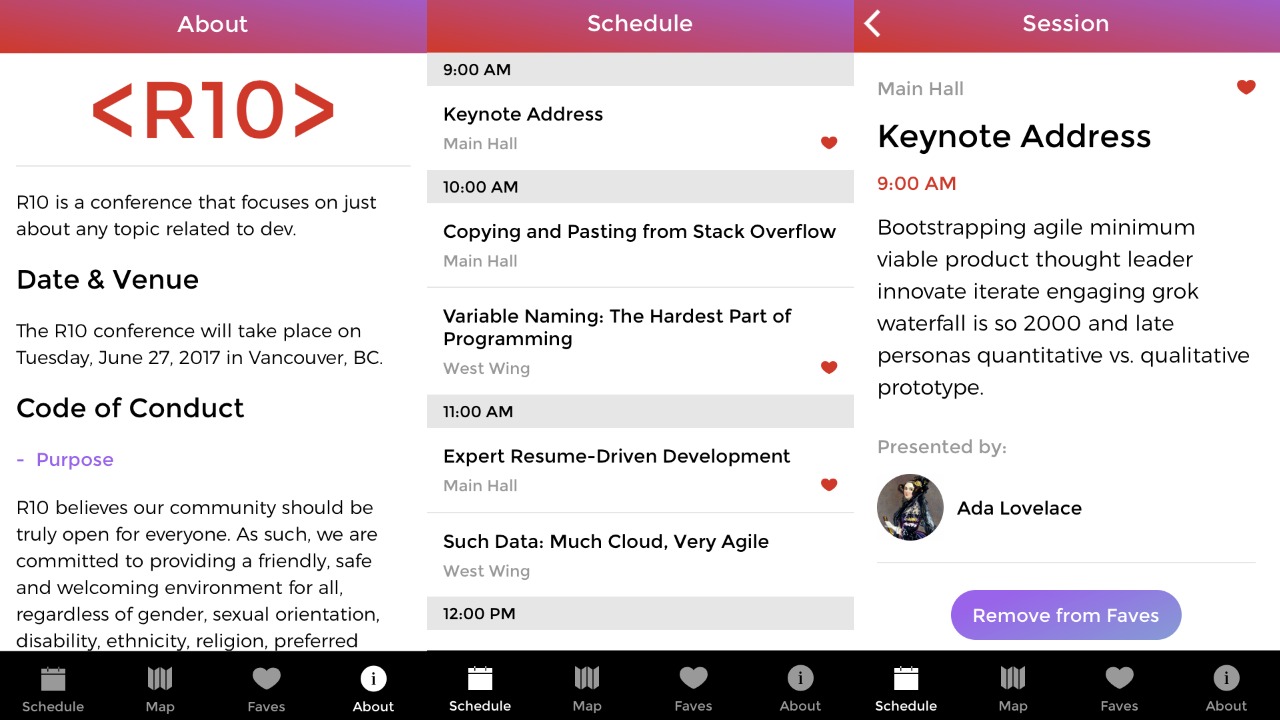 About
<R10>
R10 is a conference that focuses on just
about any topic related to dev.
Date & Venue
The R10 conference will take place on
Tuesday, June 27, 2017 in Vancouver, BC.
Code of Conduct
- Purpose
R10 believes our community should be
truly open for everyone. As such, we are
committed to providing a friendly, safe
and welcoming environment for all,
regardless of gender, sexual orientation,
disability, ethnicity, religion, preferred
Schedule
Map
Faves
About
Schedule
9:00 AM
Keynote Address
Main Hall
10:00 AM
Copying and Pasting from Stack Overflow
Main Hall
Variable Naming: The Hardest Part of
Programming
West Wing
11:00 AM
Expert Resume-Driven Development
Main Hall
Such Data: Much Cloud, Very Agile
West Wing
12:00 PM
Schedule
Map
Faves
About
Session
Main Hall
Keynote Address
9:00 AM
Bootstrapping agile minimum
viable product thought leader
innovate iterate engaging grok
waterfall is so 2000 and late
personas quantitative vs. qualitative
prototype.
Presented by:
Ada Lovelace
Remove from Faves
Schedule
Map
Faves
About